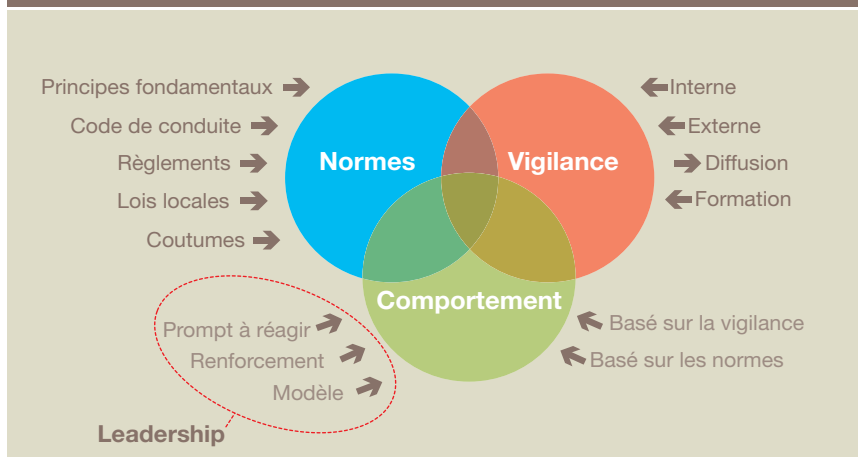 Principes fondamentaux
Code de conduite
Règlements
Lois locales
Coutumes
Normes
Vigilance
Interne
Externe
Diffusion
Formation
Comportement
Prompt à réagir
Renforcement
Modèle
Leadership
Basé sur la vigilance
Basé sur les normes